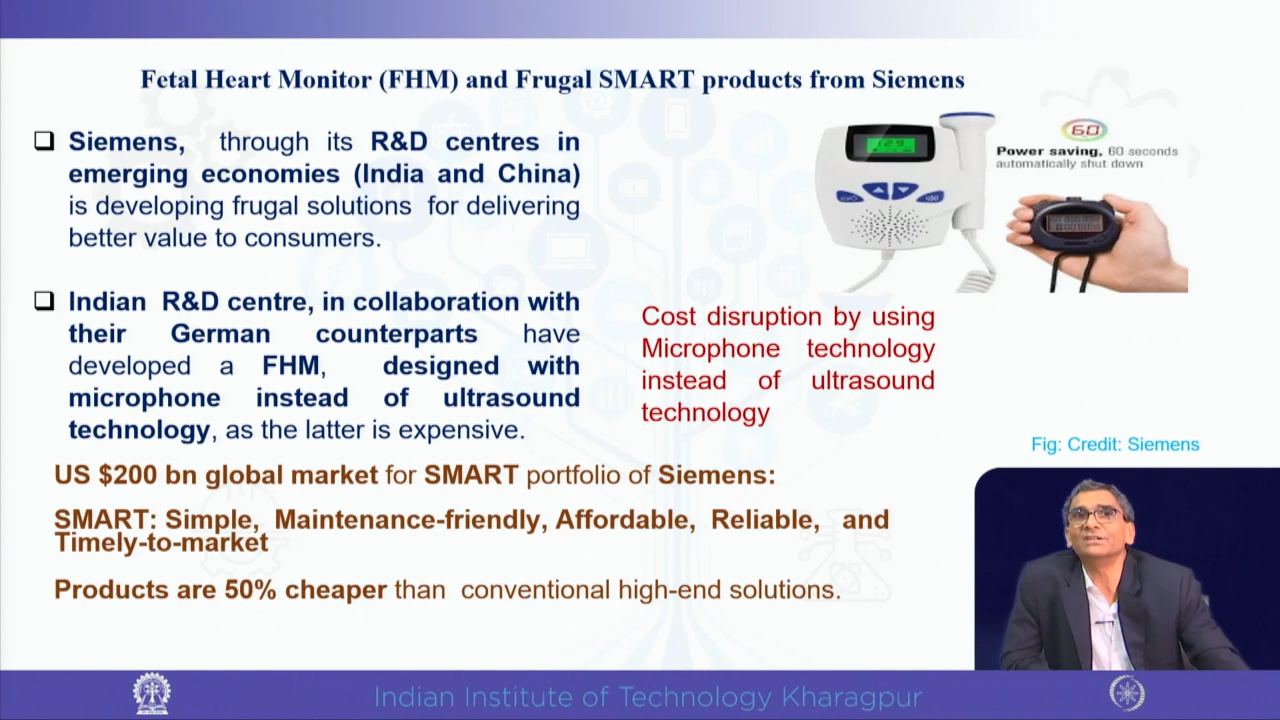 Fetal Heart Monitor (FHM) and Frugal SMART products from Siemens
Siemens, through its R&D centres in
emerging economies (India and China)
is developing frugal solutions for delivering
better value to consumers.
60
Power saving, 60 seconds
automatically shut down
129
Indian R&D centre, in collaboration with
their German counterparts have
developed a FHM, designed with
microphone instead of ultrasound
technology, as the latter is expensive.
Cost disruption by using
Microphone technology
instead of ultrasound
technology
Fig: Credit: Siemens
US $200 bn global market for SMART portfolio of Siemens:
SMART: Simple, Maintenance-friendly, Affordable, Reliable, and
Timely-to-market
Products are 50% cheaper than conventional high-end solutions.
Indian Institute of Technology Kharagpur